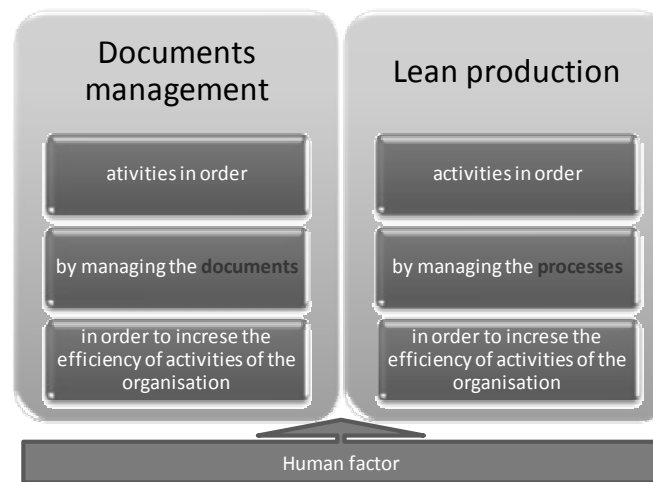 Documents
management
ativities in order
by managing the documents
in order to increse the
efficiency of activities of the
organisation
Lean production
activities in order
by managing the processes
in order to increse the
efficiency of activities of the
organisation
Human factor